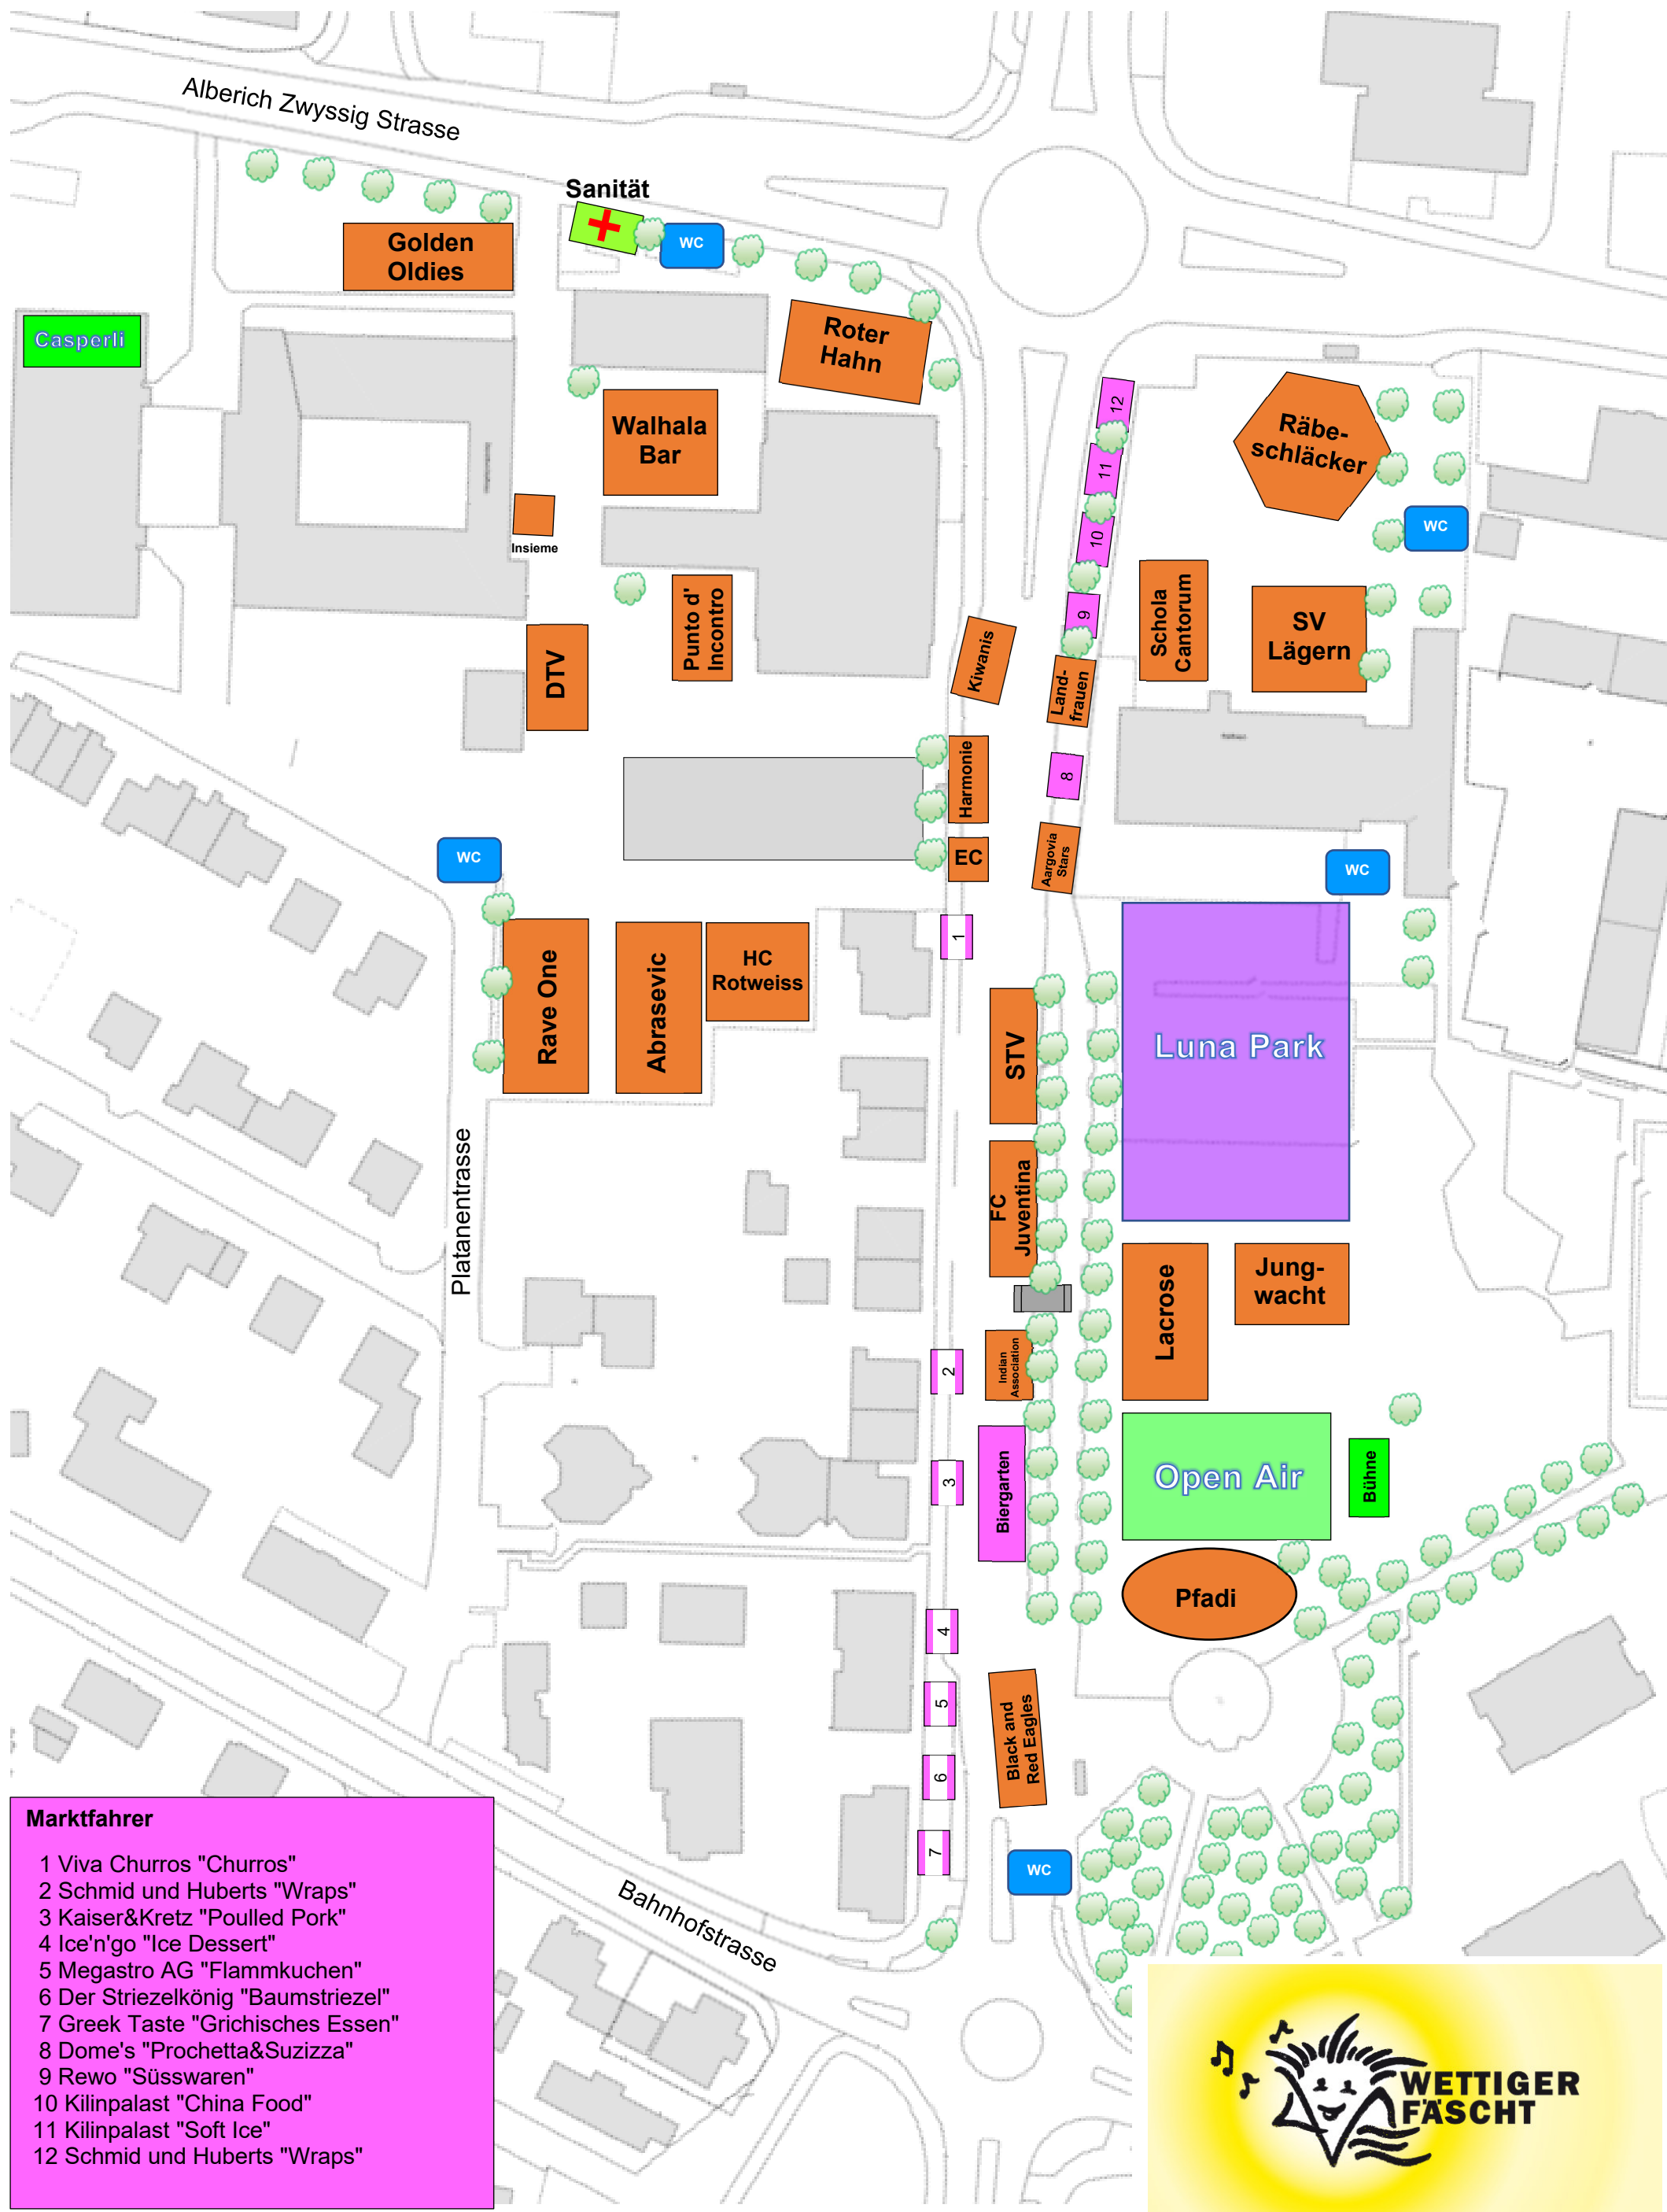 Alberich Zwyssig Strasse
Sanität
WC
Golden
Oldies
Casperli
Roter
Hahn
Walhala
Bar
12
11
10
9
Räbe-
schläcker
WC
Insieme
Punto d'
Incontro
DTV
Kiwanis
Land-
frauen
Schola
Cantorum
SV
Lägern
Harmonie
8
EC
Aargovia
Stars
WC
WC
1
Rave One
Abrasevic
HC
Rotweiss
STV
Luna Park
Platanentrasse
FC
Juventina
Lacrose
Jung-
wacht
2
Indian
Association
3
Biergarten
Open Air
Bühne
Pfadi
4
5
6
7
Black and
Red Eagles
WC
Bahnhofstrasse
Marktfahrer
1 Viva Churros "Churros"
2 Schmid und Huberts "Wraps"
3 Kaiser&Kretz "Poulled Pork"
4 Ice'n'go "Ice Dessert"
5 Megastro AG "Flammkuchen"
6 Der Striezelkönig "Baumstriezel"
7 Greek Taste "Grichisches Essen"
8 Dome's "Prochetta&Suzizza"
9 Rewo "Süsswaren"
10 Kilinpalast "China Food"
11 Kilinpalast "Soft Ice"
12 Schmid und Huberts "Wraps"
WETTIGER
FÄSCHT